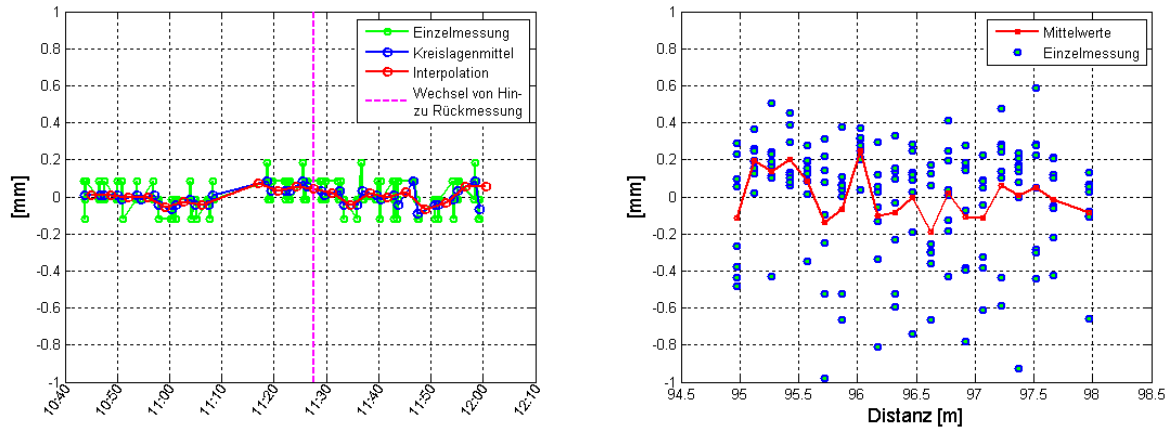 1
0.8
0.6
0.4
0.2
0
-0.2
-0.4
-0.6
-0.8
-1
[mm]
10:40 10:50 11:00 11:10 11:20 11:30 11:40 11:50 12:00 12:10
Einzelmessung
Kreislagenmittel
Interpolation
Wechsel von Hin-
zu Rückmessung
1
0.8
0.6
0.4
0.2
0
-0.2
-0.4
-0.6
-0.8
-1
[mm]
94.5 95 95.5 96 96.5 97 97.5 98 98.5
Distanz [m]
Mittelwerte
Einzelmessung